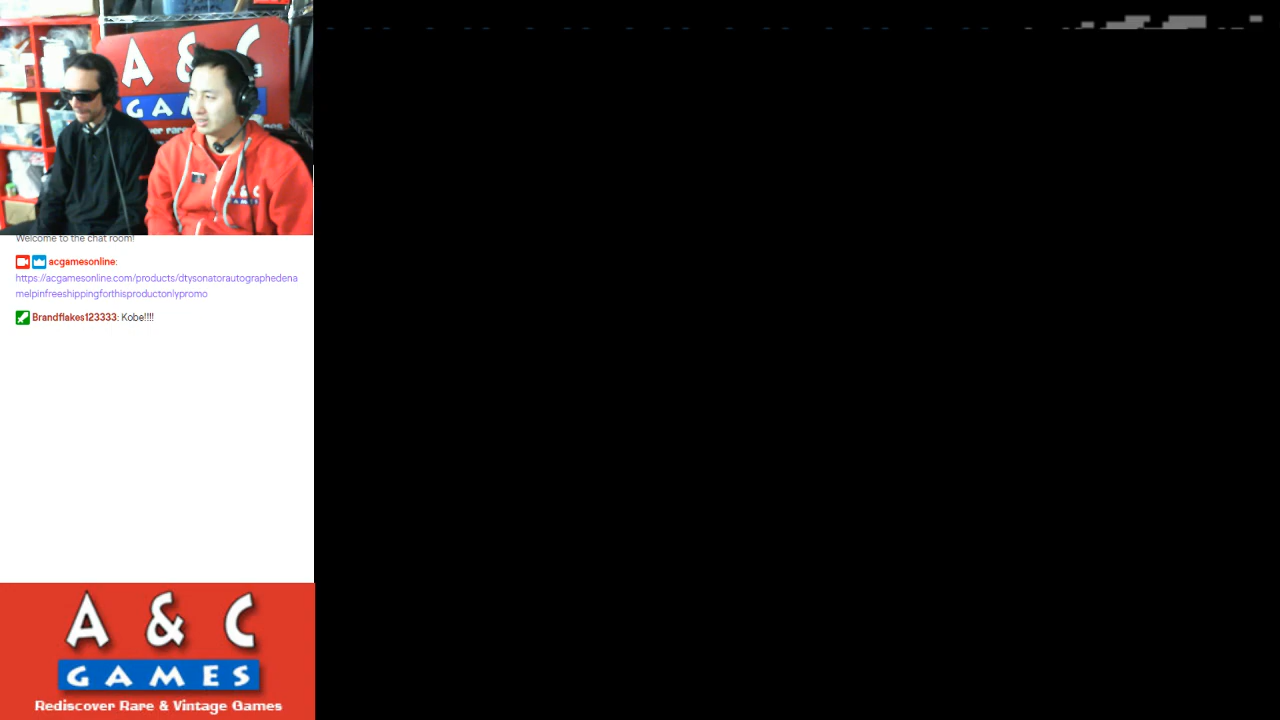 A & C
GAMES
A & C
GAMES
Welcome to the chat room!
acgamesonline:
https://acgamesonline.com/products/dtysonatorautographedena
melpinfreeshippingforthisproductonlypromo
Brandflakes123333: Kobe!!!!
A & C
GAMES
Rediscover Rare & Vintage Games